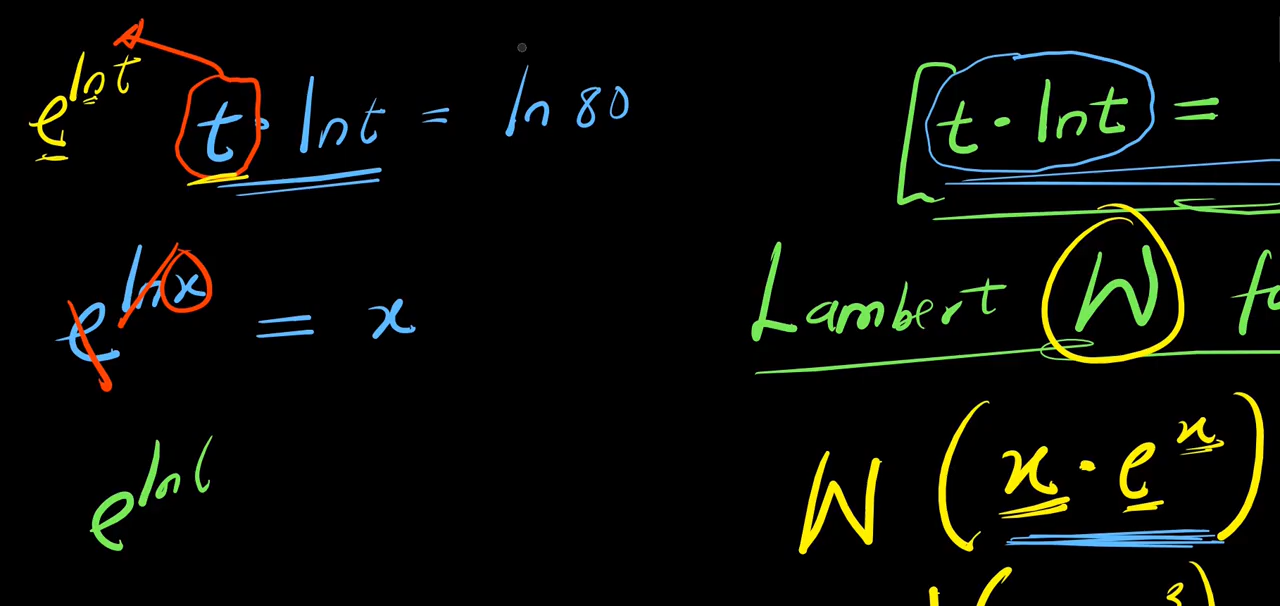 e^ln t t · ln t = ln 80
[t · ln t =
e^ln x = x
Lambert W
e^ln(
W (x · e^x)